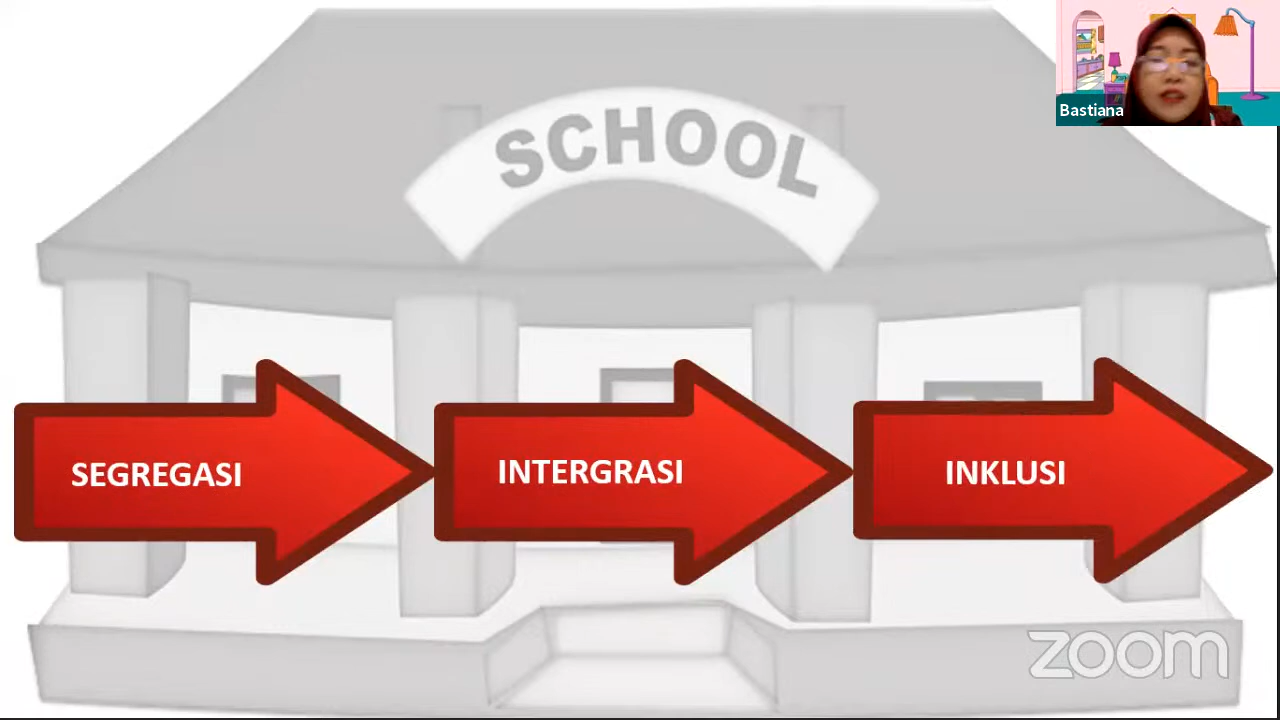 Bastiana
SCHOOL
SEGREGASI
INTERGRASI
INKLUSI
zoom